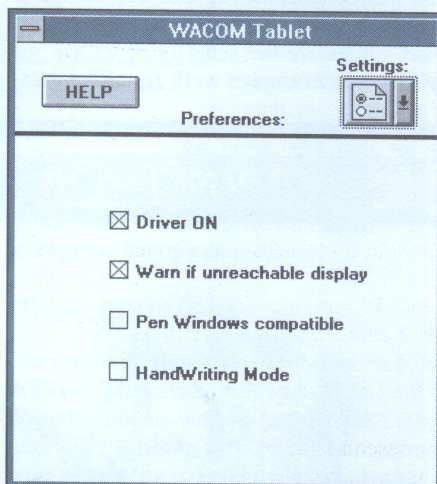 WACOM Tablet
Settings:
HELP
Preferences:
Driver ON
Warn if unreachable display
Pen Windows compatible
HandWriting Mode